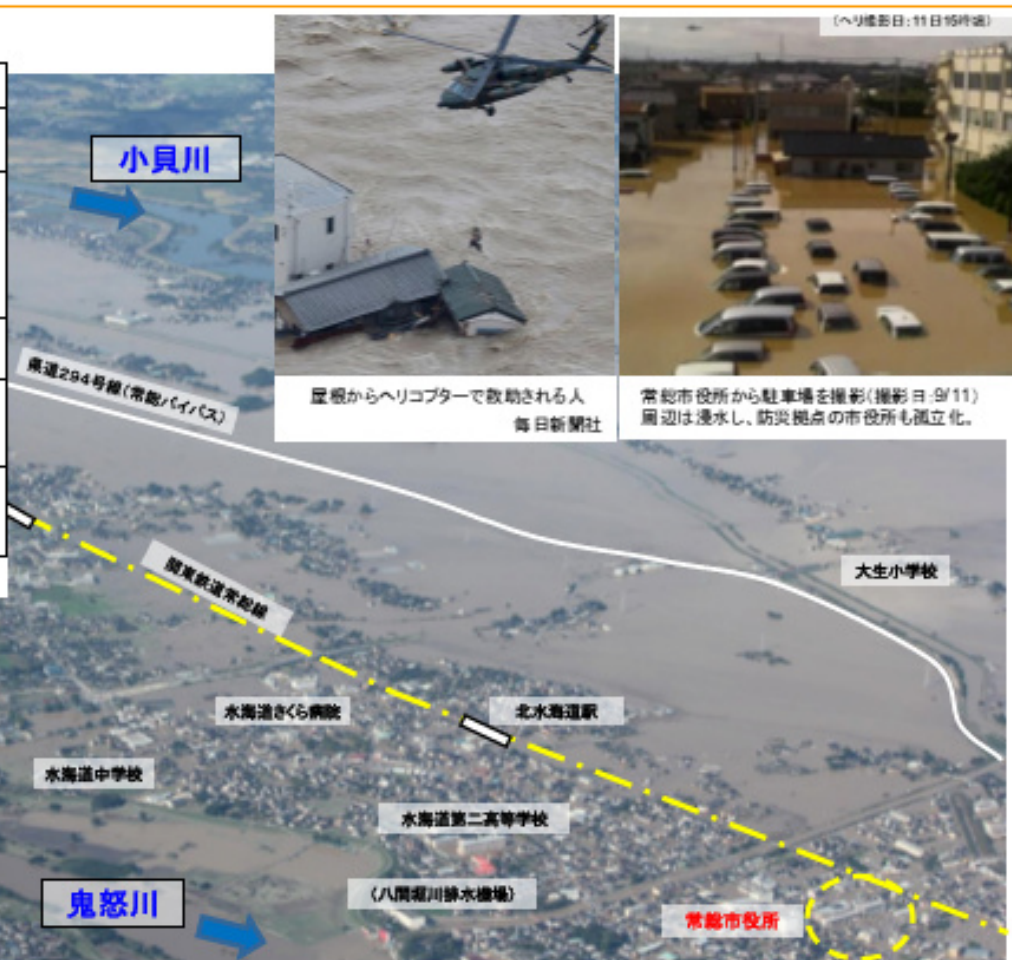 (ヘリ撮影日:11日16時頃)
小貝川
県道294号線(常総バイパス)
屋根からヘリコプターで救助される人
毎日新聞社
常総市役所から駐車場を撮影(撮影日:9/11)
周辺は浸水し、防災拠点の市役所も孤立化。
関東鉄道常総線
大生小学校
水海道さくら病院
北水海道駅
水海道中学校
水海道第二高等学校
(八間堀川排水機場)
鬼怒川
常総市役所